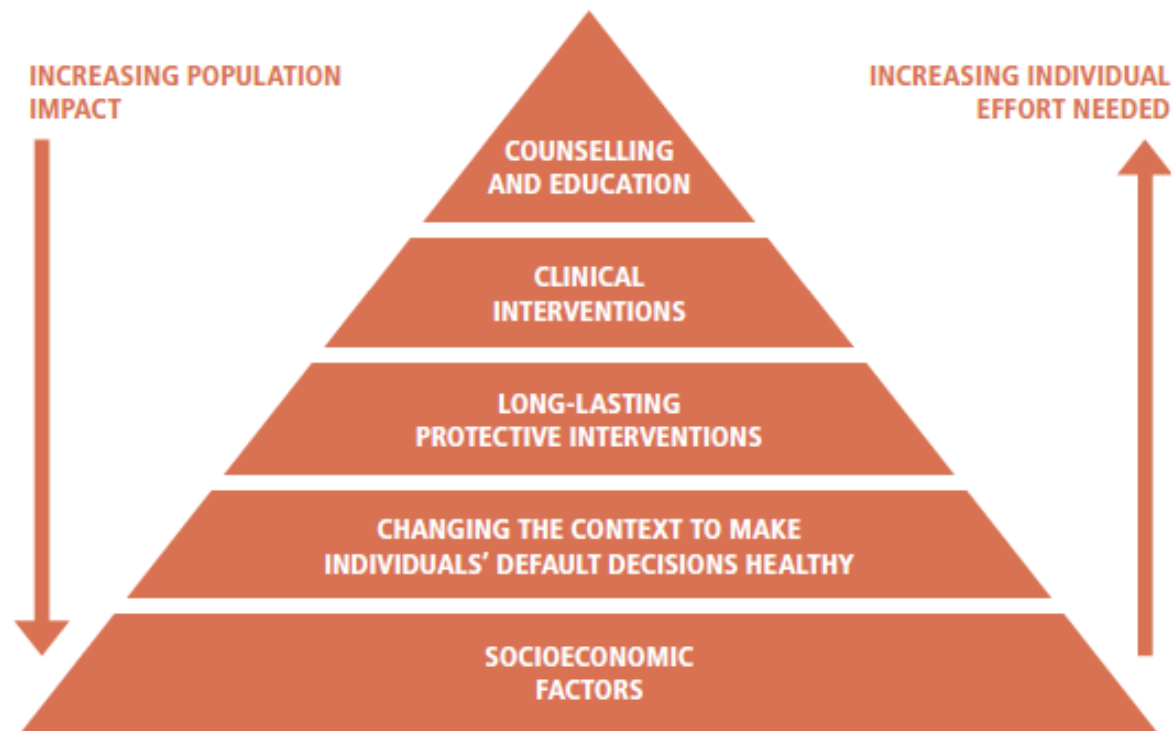 INCREASING POPULATION
IMPACT
INCREASING INDIVIDUAL
EFFORT NEEDED
COUNSELLING
AND EDUCATION
CLINICAL
INTERVENTIONS
LONG-LASTING
PROTECTIVE INTERVENTIONS
CHANGING THE CONTEXT TO MAKE
INDIVIDUALS’ DEFAULT DECISIONS HEALTHY
SOCIOECONOMIC
FACTORS